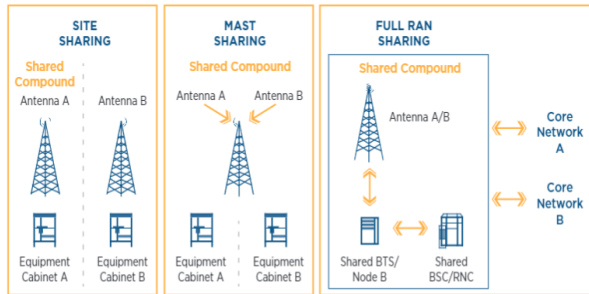 SITE
SHARING
Shared
Compound
Antenna A
Antenna B
Equipment
Cabinet A
Equipment
Cabinet B
MAST
SHARING
Shared Compound
Antenna A
Antenna B
Equipment
Cabinet A
Equipment
Cabinet B
FULL RAN
SHARING
Shared Compound
Antenna A/B
Shared BTS/
Node B
Shared
BSC/RNC
Core
Network
A
Core
Network
B